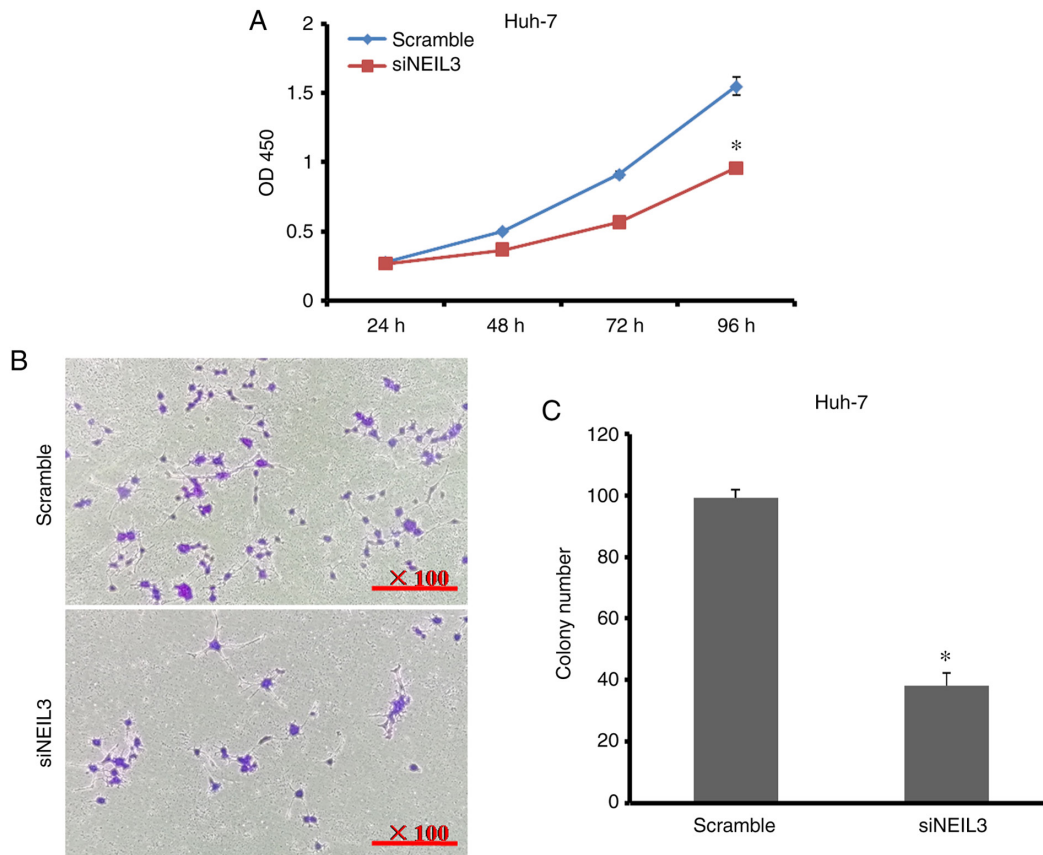 A
Huh-7
Scramble
siNEIL3
OD 450
2
1.5
1
0.5
0
*
24 h
48 h
72 h
96 h
B
Scramble
× 100
siNEIL3
× 100
C
Huh-7
Colony number
120
100
80
60
40
20
0
*
Scramble
siNEIL3